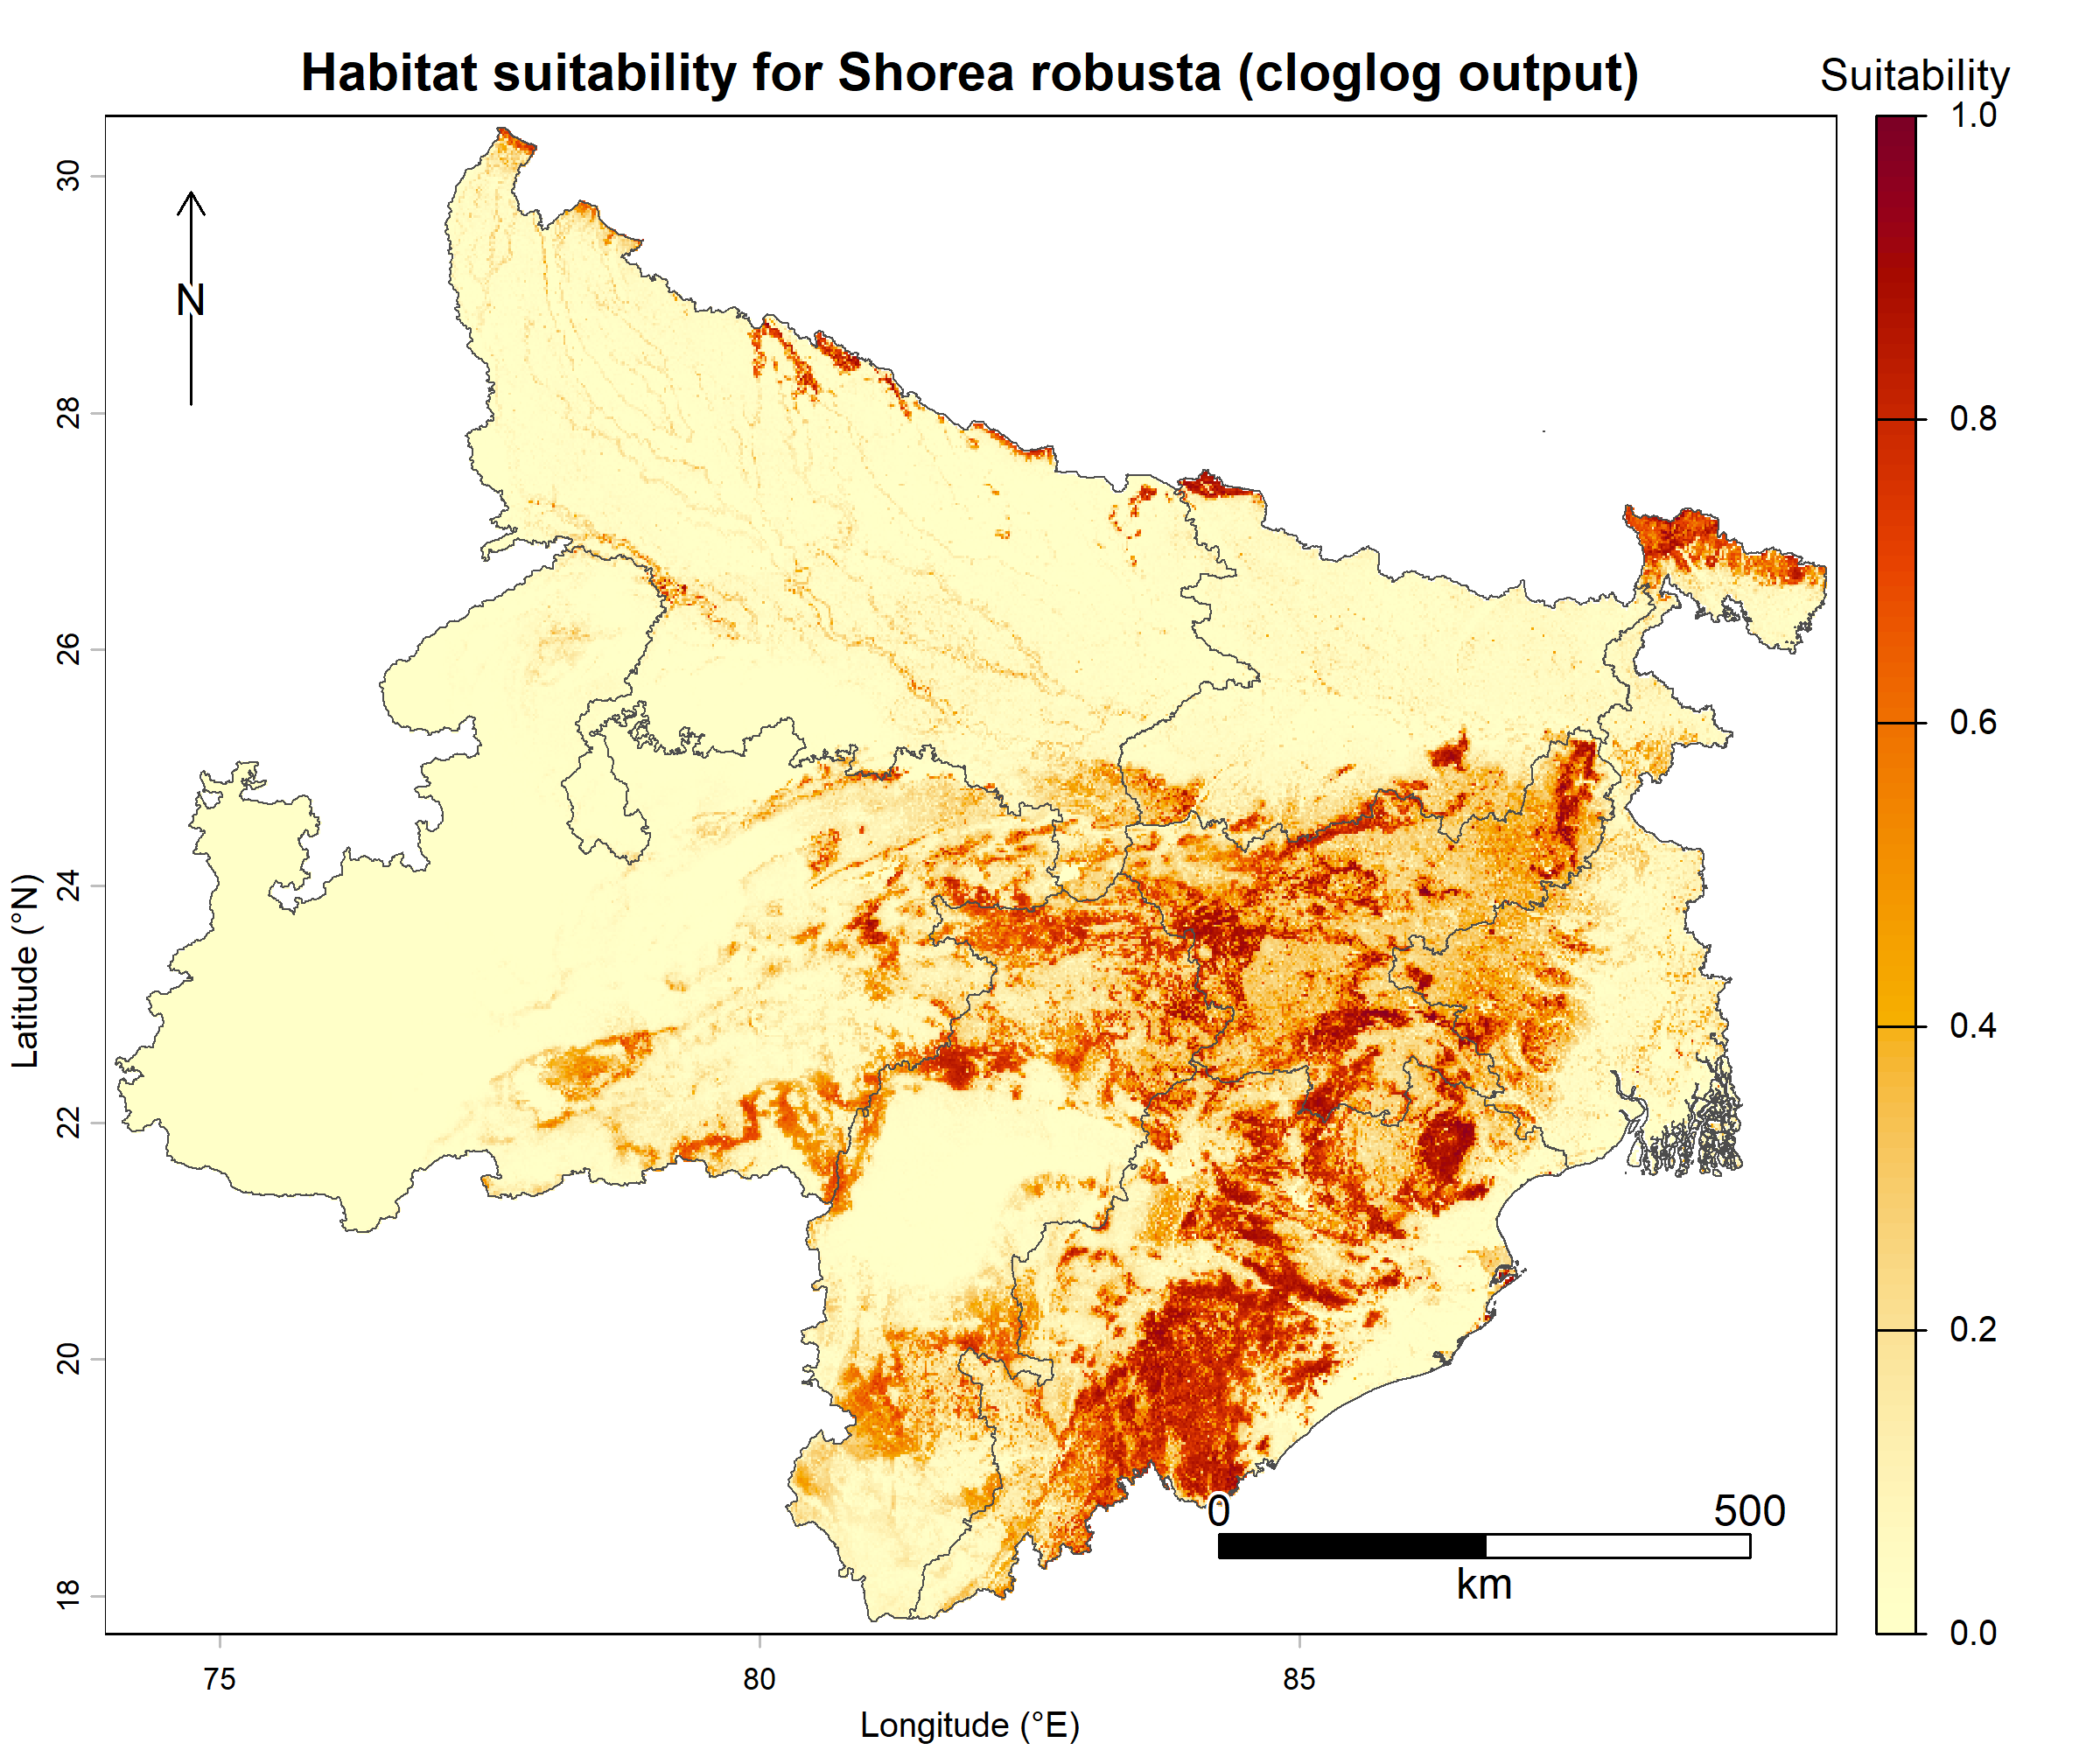 Habitat suitability for Shorea robusta (cloglog output)
Suitability
1.0
0.8
0.6
0.4
0.2
0.0
N
Latitude (°N)
30
28
26
24
22
20
18
0 500
km
75 80 85
Longitude (°E)